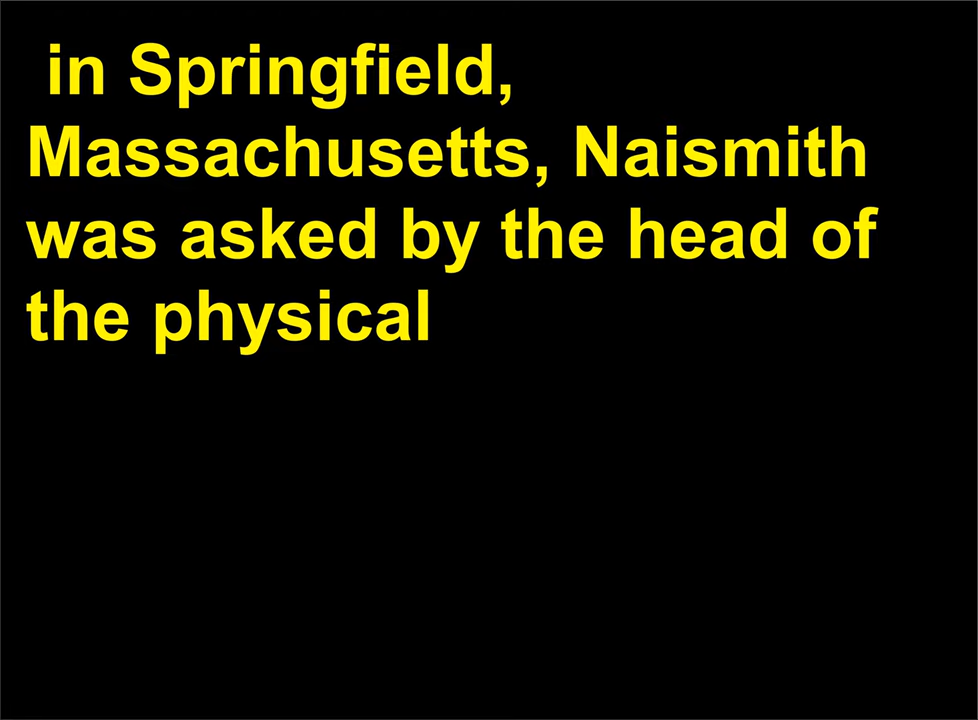 in Springfield,
Massachusetts, Naismith
was asked by the head of
the physical